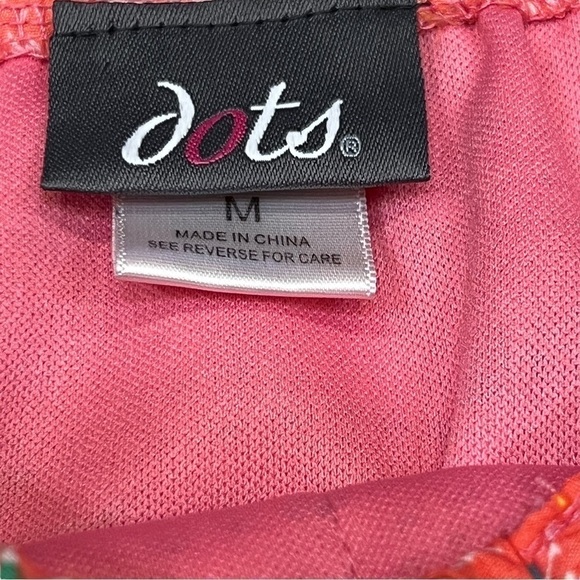 dots®
M
MADE IN CHINA
SEE REVERSE FOR CARE